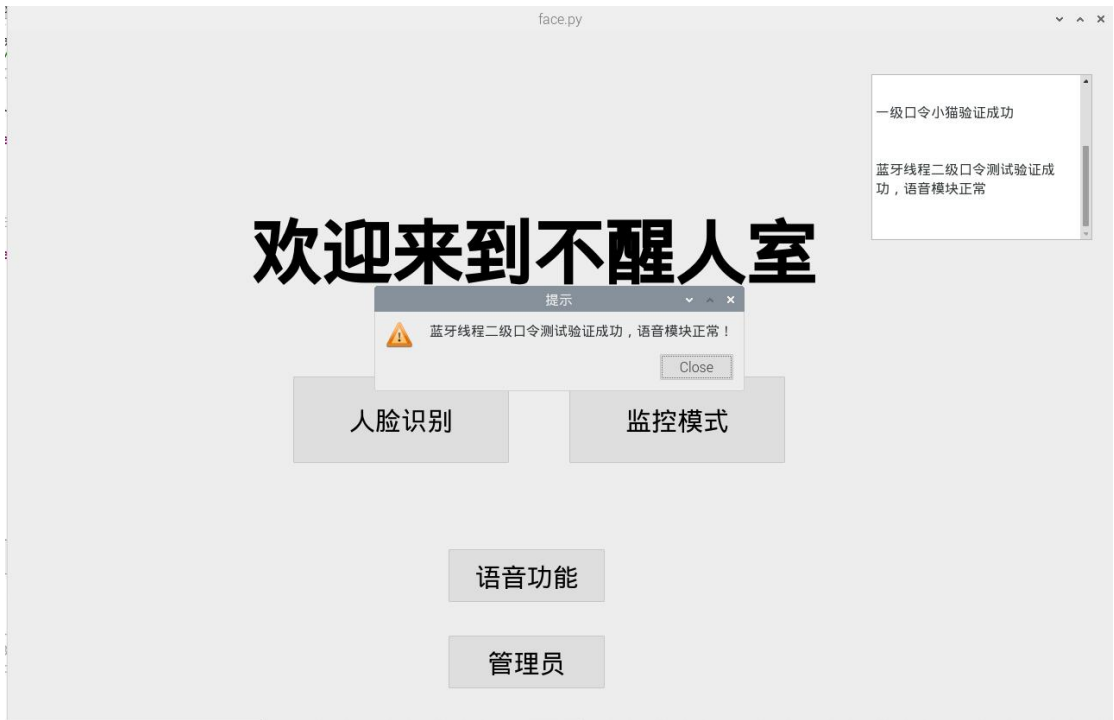 face.py
一级口令小猫验证成功
蓝牙线程二级口令测试验证成
功，语音模块正常
欢迎来到不醒人室
提示
蓝牙线程二级口令测试验证成功，语音模块正常！
Close
人脸识别
监控模式
语音功能
管理员